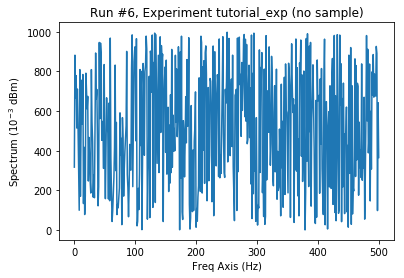 Run #6, Experiment tutorial_exp (no sample)
1000
800
600
400
200
0
Spectrum (10⁻³ dBm)
0 100 200 300 400 500
Freq Axis (Hz)